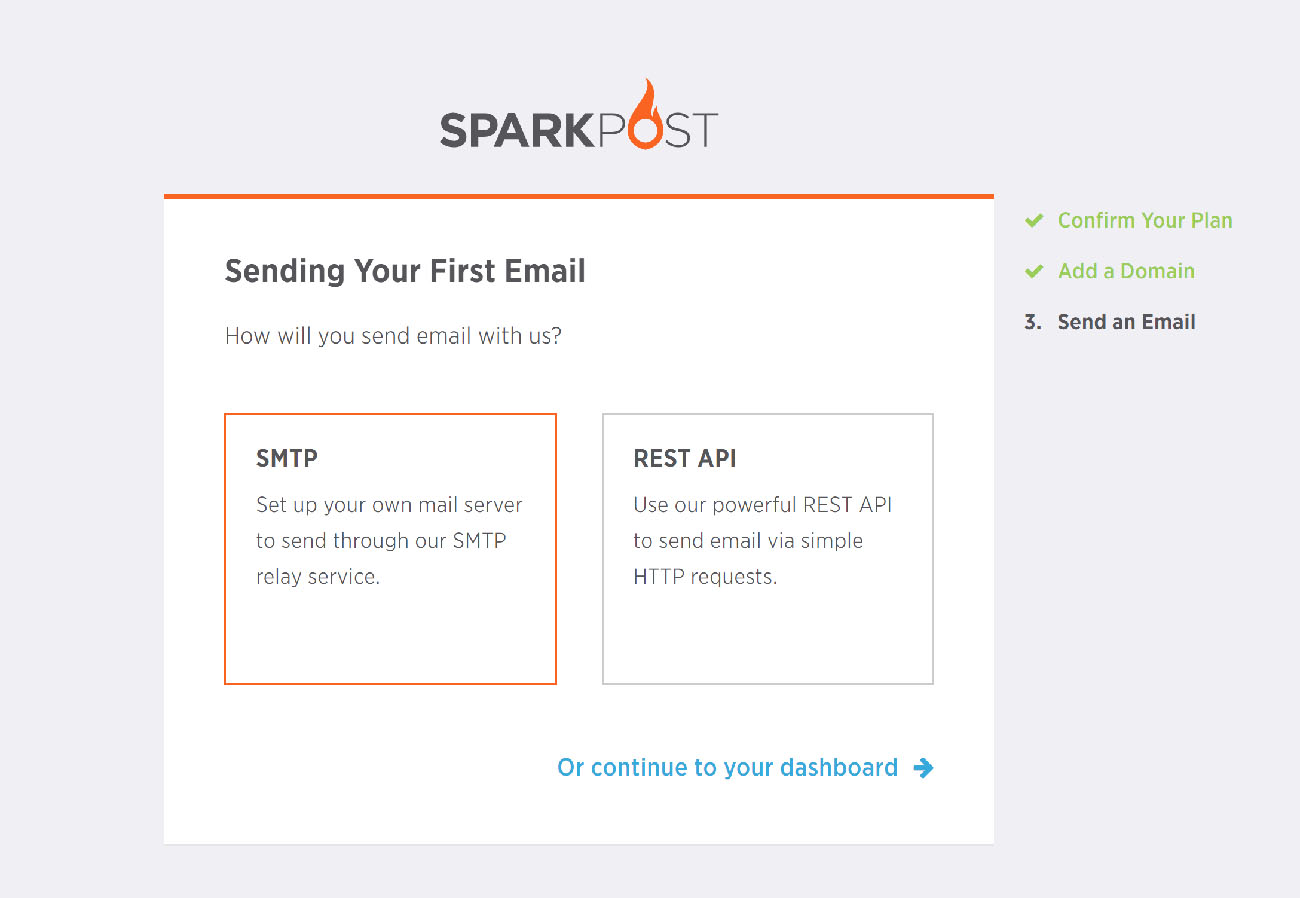 SPARKPOST
Sending Your First Email
How will you send email with us?
SMTP
Set up your own mail server
to send through our SMTP
relay service.
REST API
Use our powerful REST API
to send email via simple
HTTP requests.
Or continue to your dashboard
Confirm Your Plan
Add a Domain
3. Send an Email